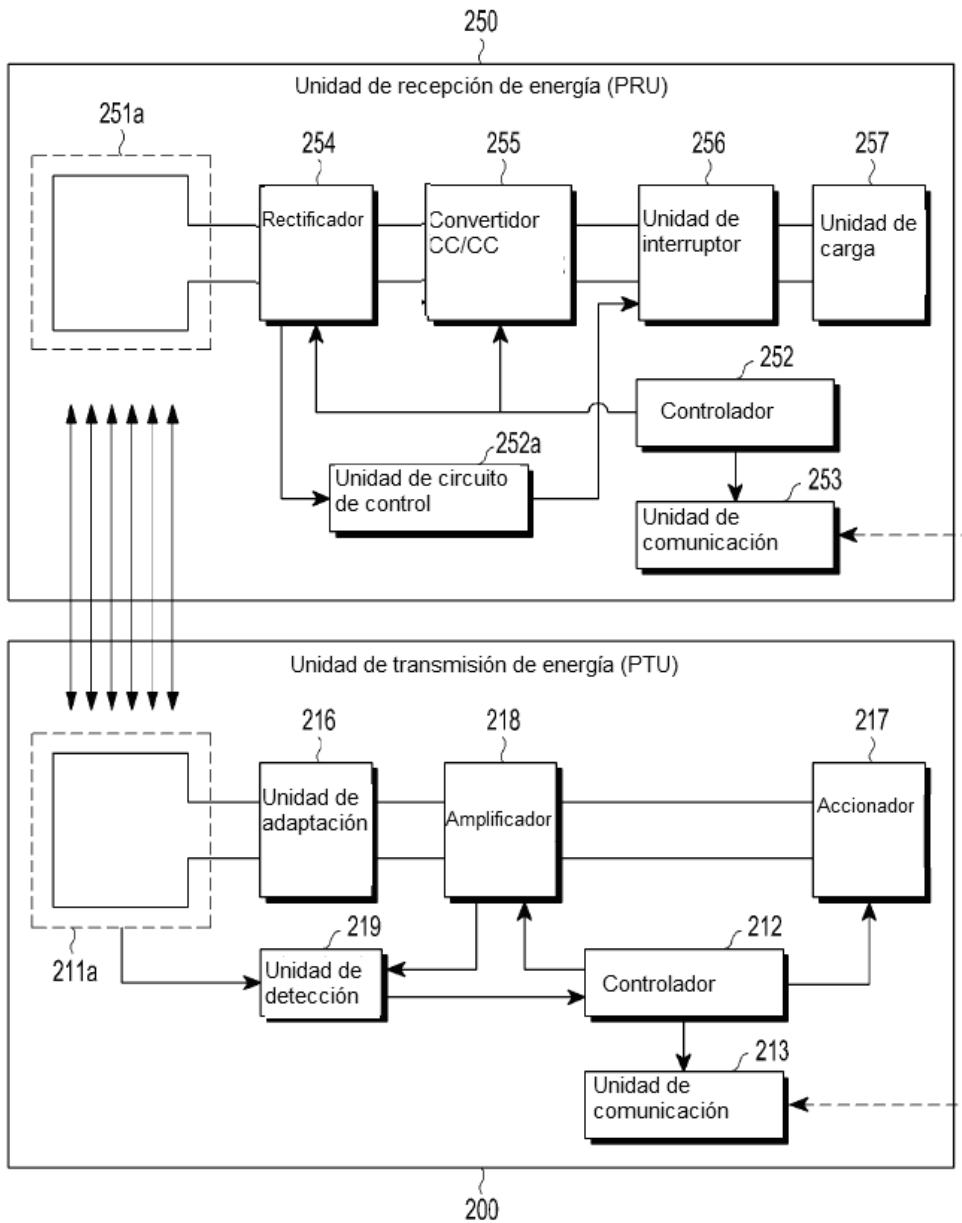 250
Unidad de recepción de energía (PRU)
251a
254
255
256
257
Rectificador
Convertidor
CC/CC
Unidad de
interruptor
Unidad de
carga
252
Controlador
252a
Unidad de circuito
de control
253
Unidad de
comunicación
Unidad de transmisión de energía (PTU)
216
218
217
Unidad de
adaptación
Amplificador
Accionador
211a
219
Unidad de
detección
212
Controlador
213
Unidad de
comunicación
200